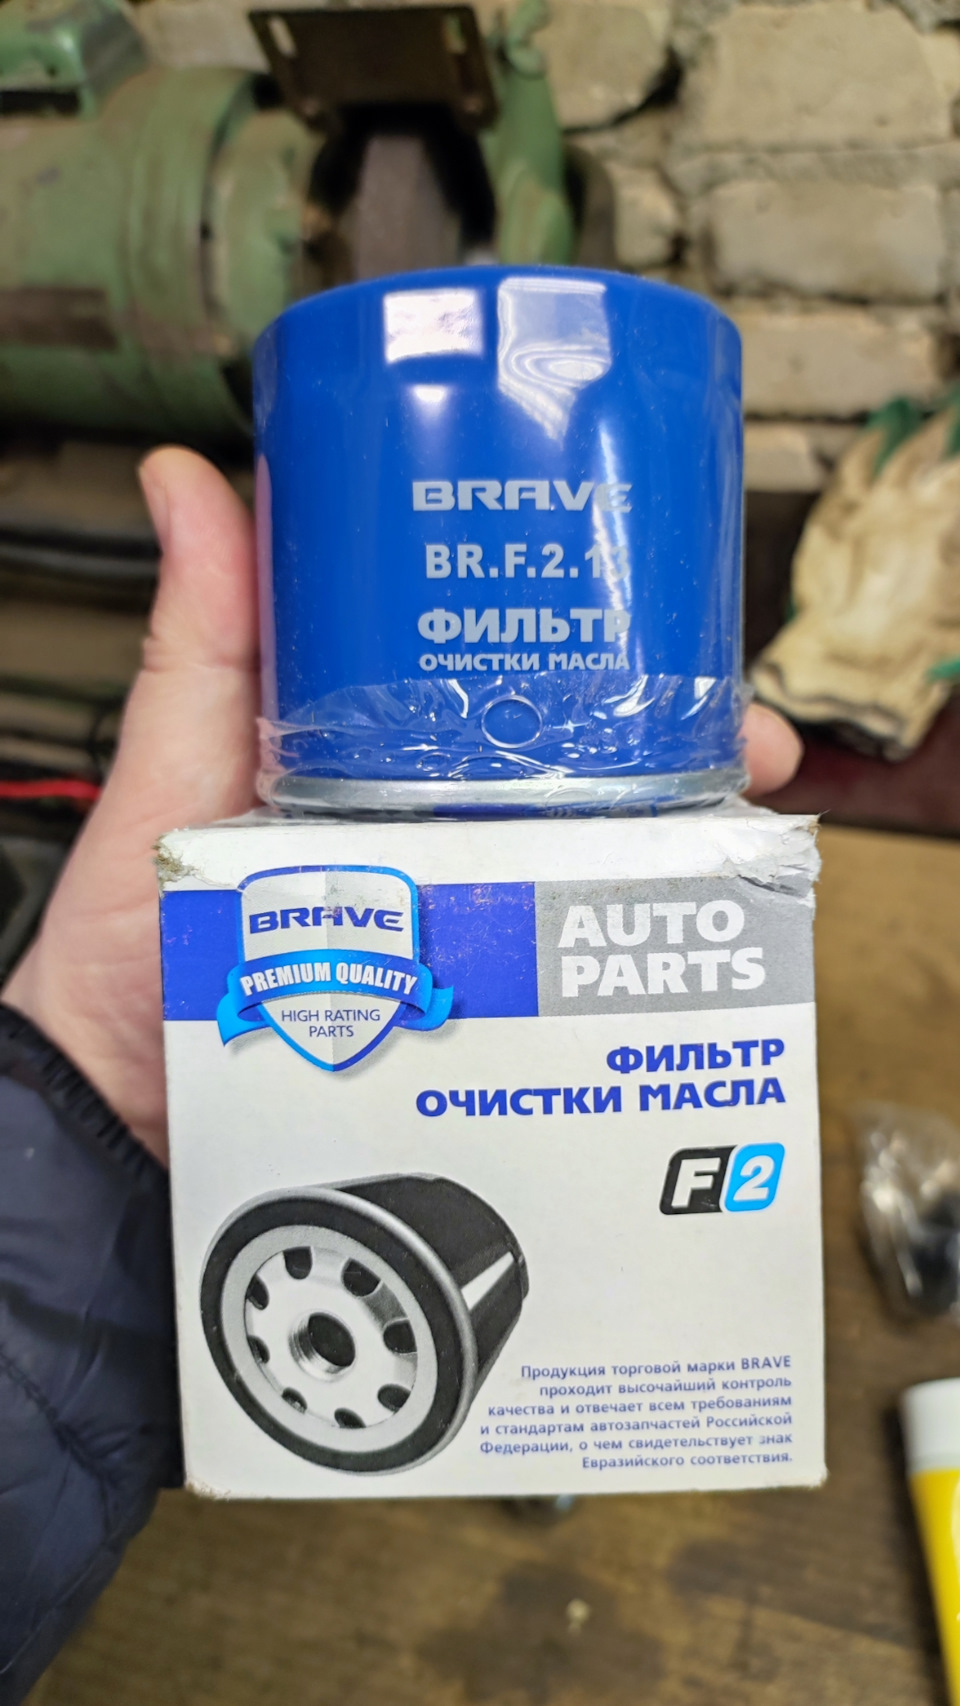 BRAVE
BR.F.2.13
ФИЛЬТР
ОЧИСТКИ МАСЛА
BRAVE
PREMIUM QUALITY
HIGH RATING
PARTS
AUTO
PARTS
ФИЛЬТР
ОЧИСТКИ МАСЛА
F2
Продукция торговой марки BRAVE
проходит высочайший контроль
качества и отвечает всем требованиям
и стандартам автозапчастей Российской
Федерации, о чем свидетельствует знак
Евразийского соответствия.